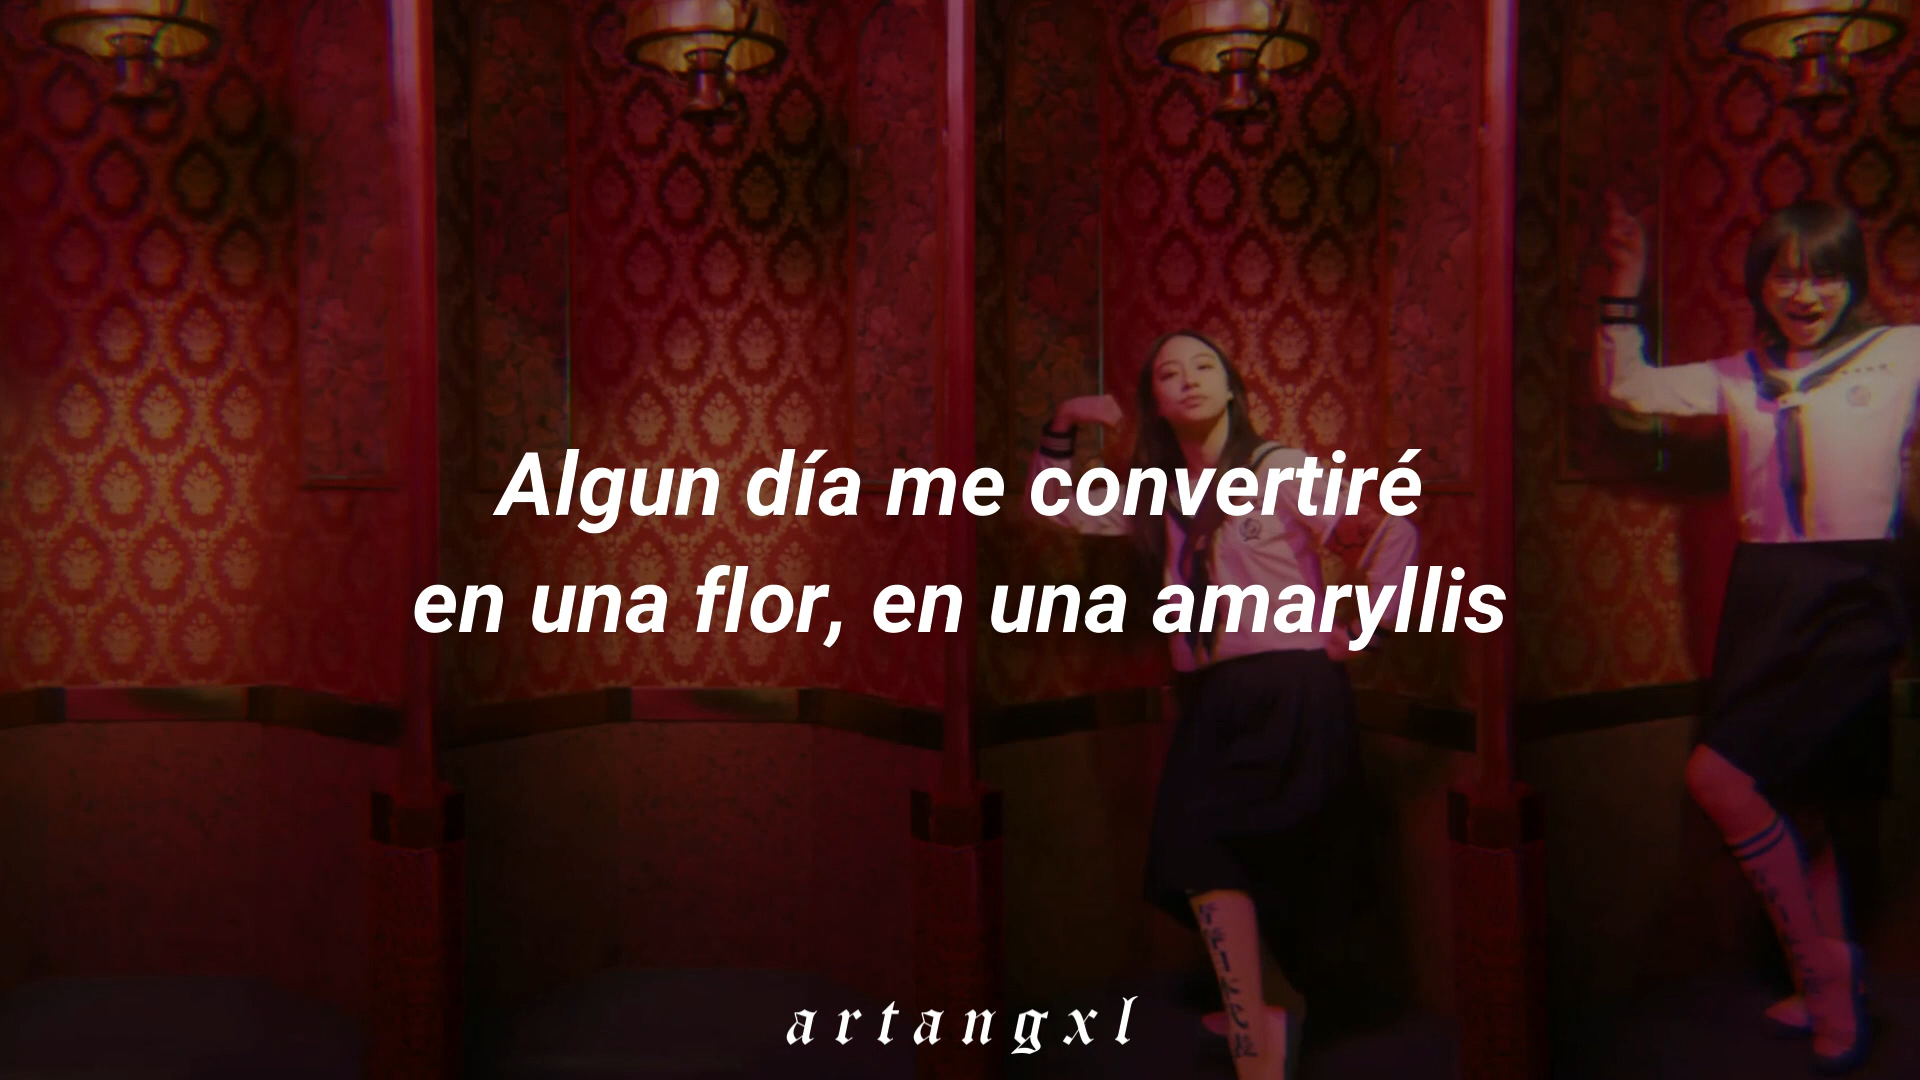 Algun día me convertiré
en una flor, en una amaryllis
artangxl